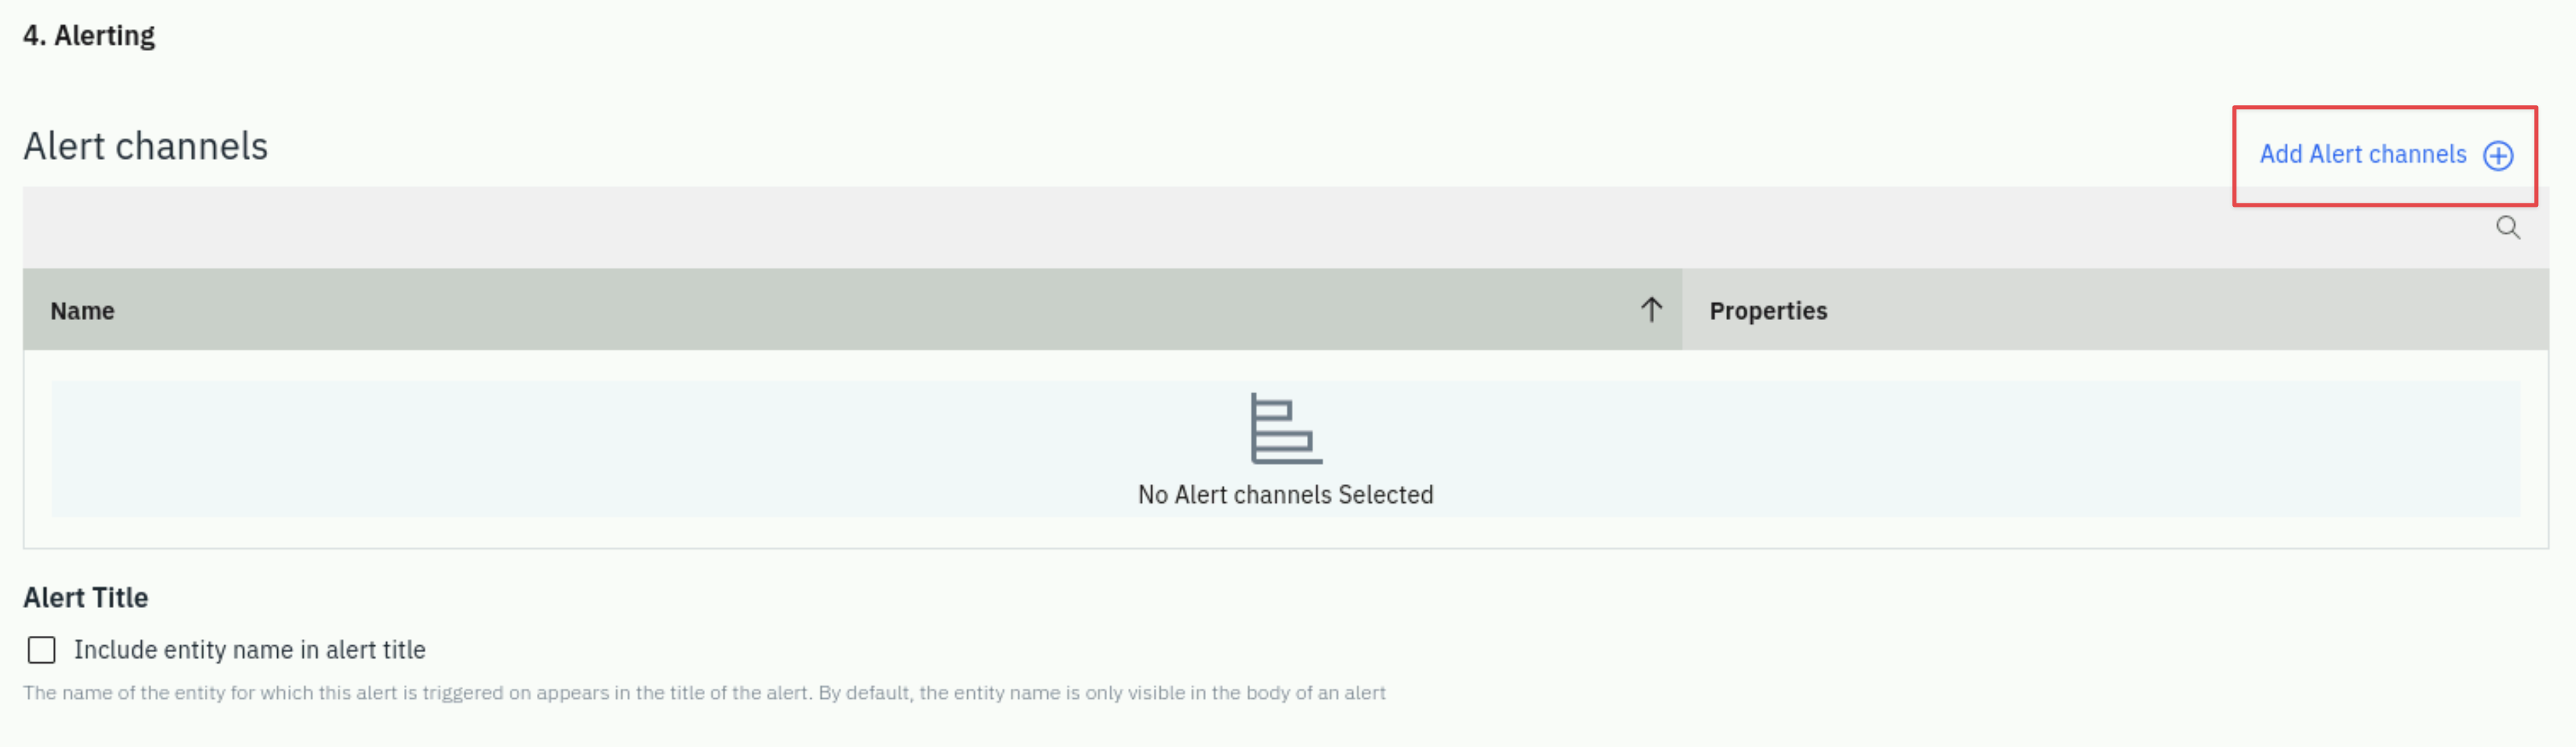 4. Alerting
Alert channels
Add Alert channels
Name
Properties
No Alert channels Selected
Alert Title
Include entity name in alert title
The name of the entity for which this alert is triggered on appears in the title of the alert. By default, the entity name is only visible in the body of an alert